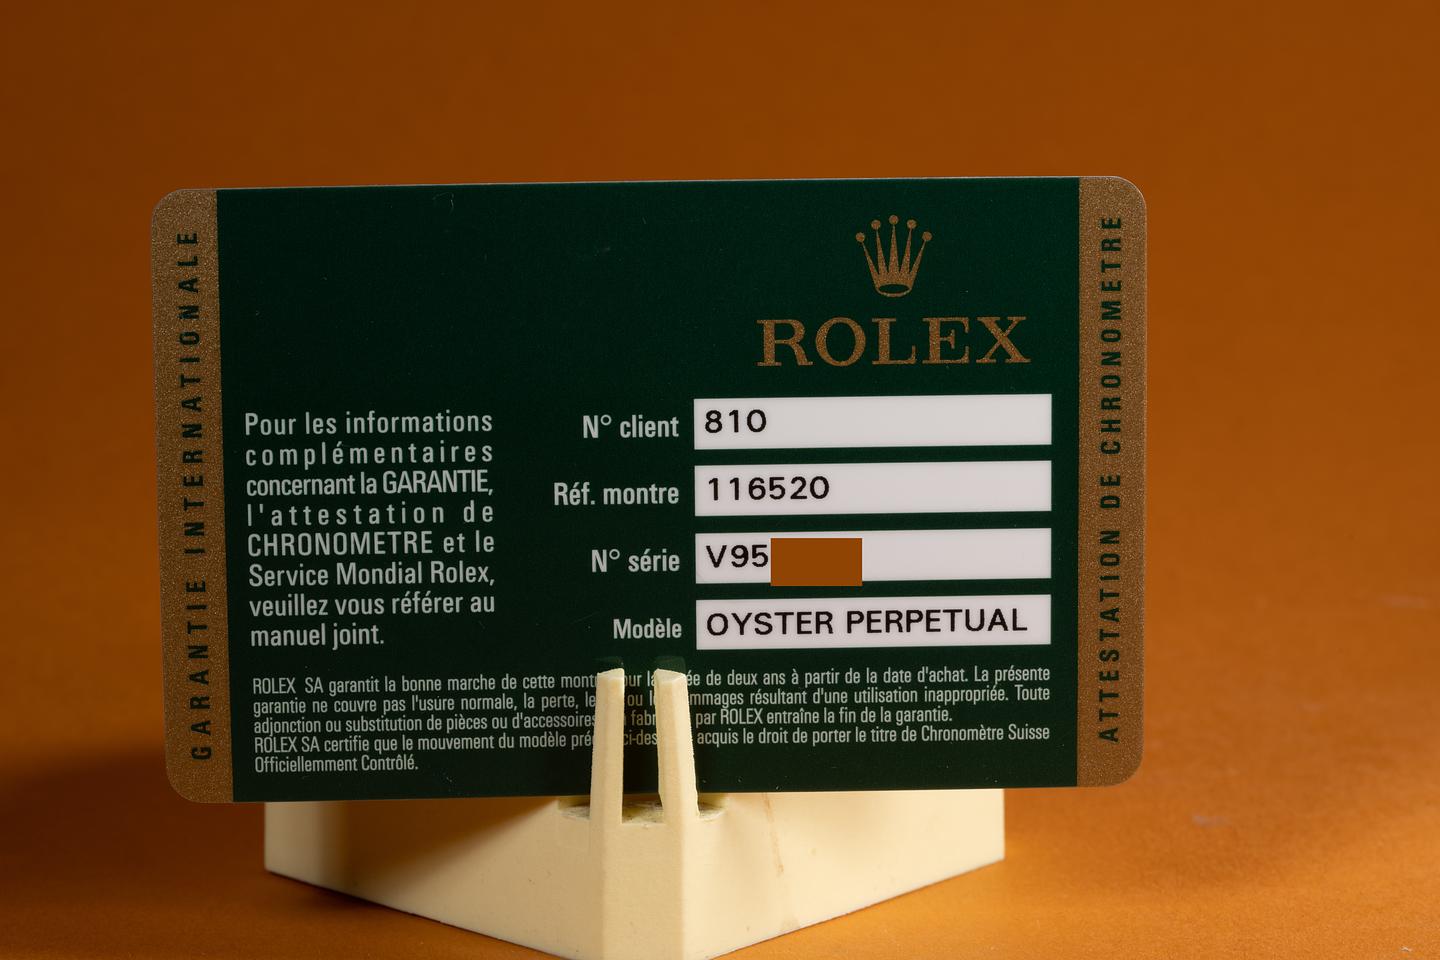 GARANTIE INTERNATIONALE
ROLEX
Pour les informations
complémentaires
concernant la GARANTIE,
l'attestation de
CHRONOMETRE et le
Service Mondial Rolex,
veuillez vous référer au
manuel joint.
N° client 810
Réf. montre 116520
N° série V95
Modèle OYSTER PERPETUAL
ROLEX SA garantit la bonne marche de cette de deux ans à partir de la date d'achat. La présente
garantie ne couvre pas l'usure normale, la perte, ou résultant d'une utilisation inappropriée. Toute
adjonction ou substitution de pièces ou d'accessoires par ROLEX entraîne la fin de la garantie.
ROLEX SA certifie que le mouvement du modèle acquis le droit de porter le titre de Chronomètre Suisse
Officiellemment Contrôlé.
ATTESTATION DE CHRONOMETRE